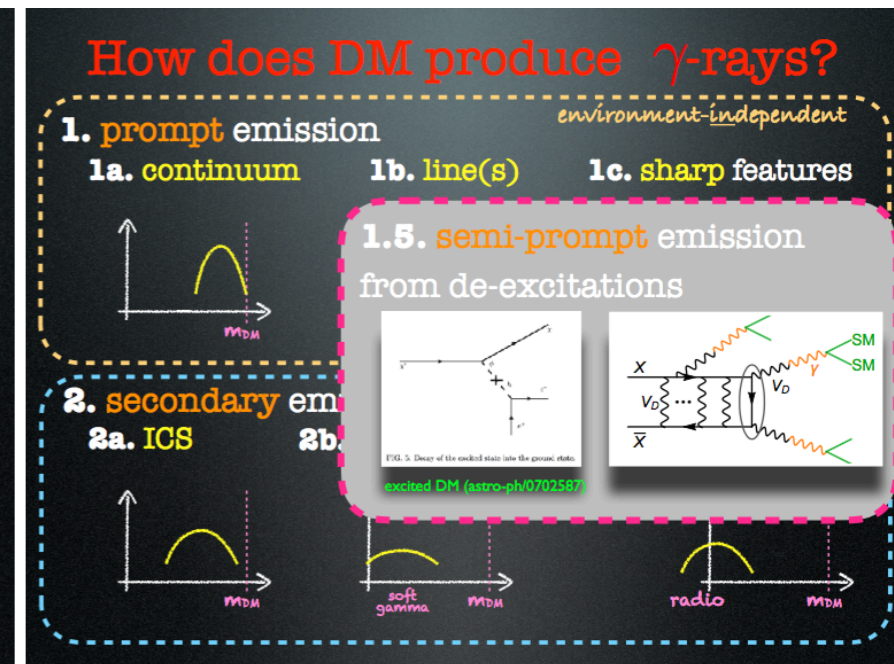 How does DM produce γ-rays?
environment-independent
1. prompt emission
1a. continuum
1b. line(s)
1c. sharp features
mDM
1.5. semi-prompt emission
from de-excitations
FIG. 5. Decay of the excited state into the ground state.
excited DM (astro-ph/0702587)
X
VD
...
X̅
VD
γ
SM
SM
2. secondary emi
2a. ICS
2b.
mDM
soft
gamma
mDM
radio
mDM